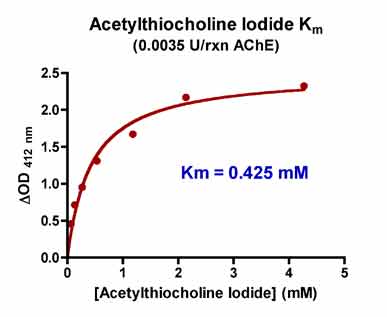 Acetylthiocholine Iodide Km
(0.0035 U/rxn AChE)
2.5
2.0
1.5
1.0
0.5
0.0
ΔOD 412 nm
Km = 0.425 mM
0 1 2 3 4 5
[Acetylthiocholine Iodide] (mM)